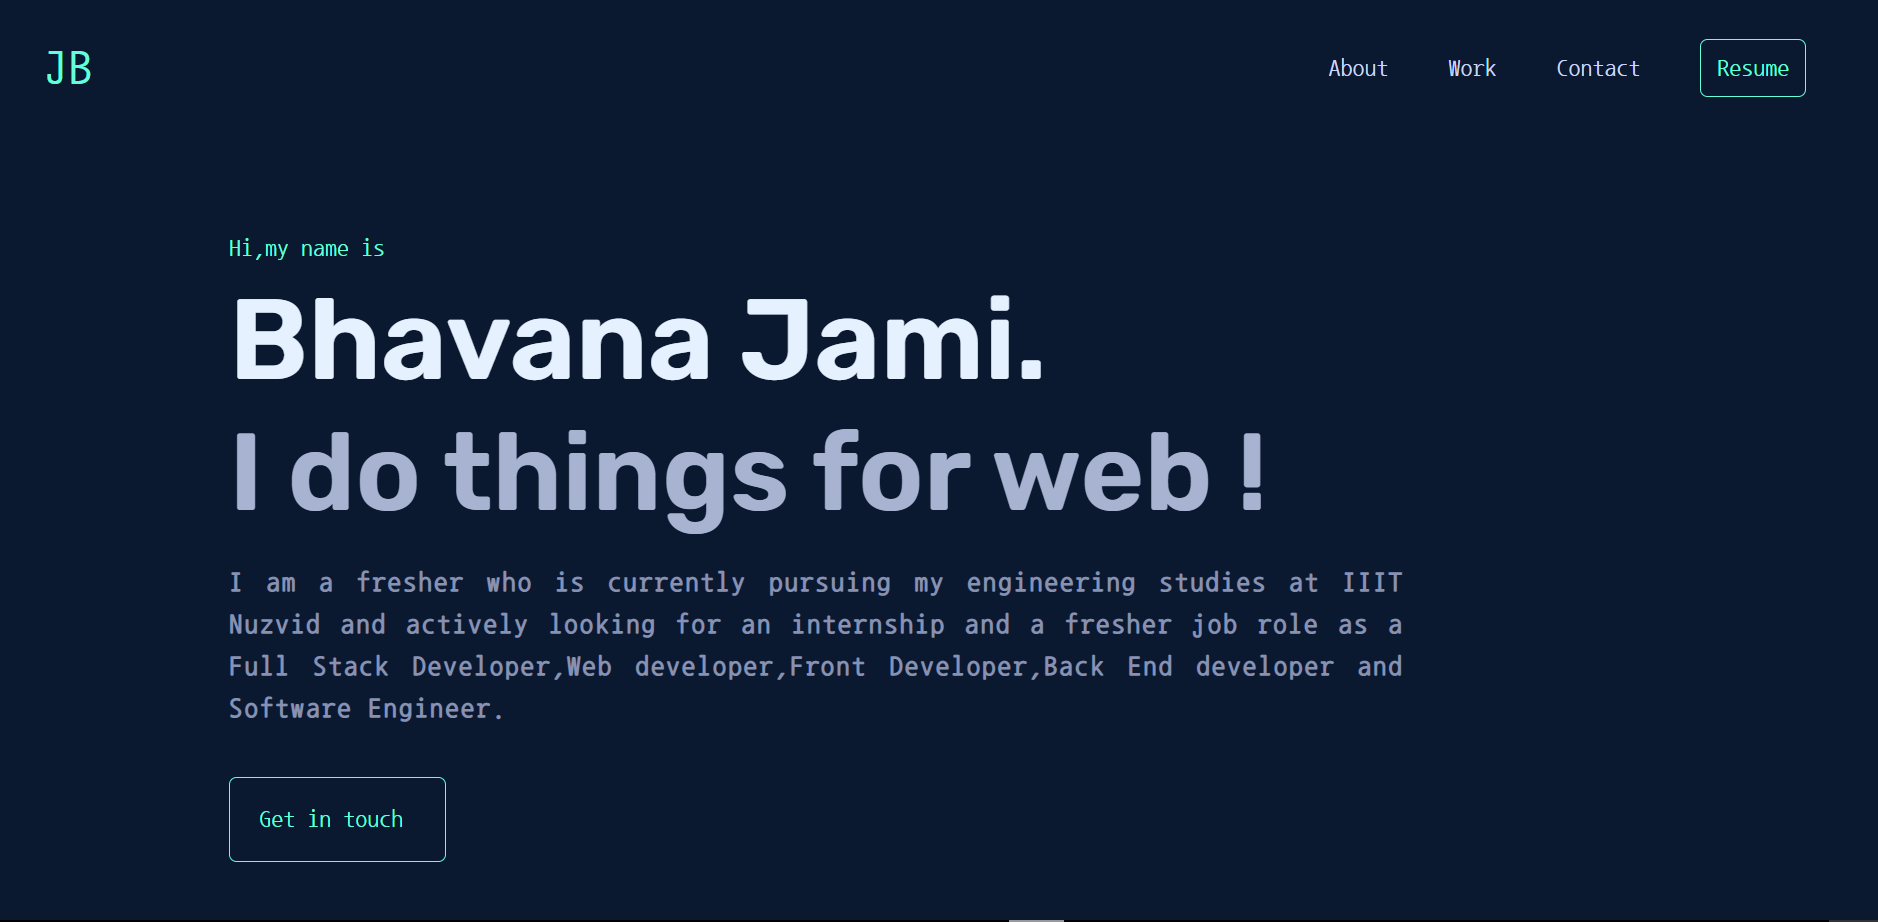 JB
About Work Contact Resume
Hi,my name is
Bhavana Jami.
I do things for web !
I am a fresher who is currently pursuing my engineering studies at IIIT
Nuzvid and actively looking for an internship and a fresher job role as a
Full Stack Developer,Web developer,Front Developer,Back End developer and
Software Engineer.
Get in touch